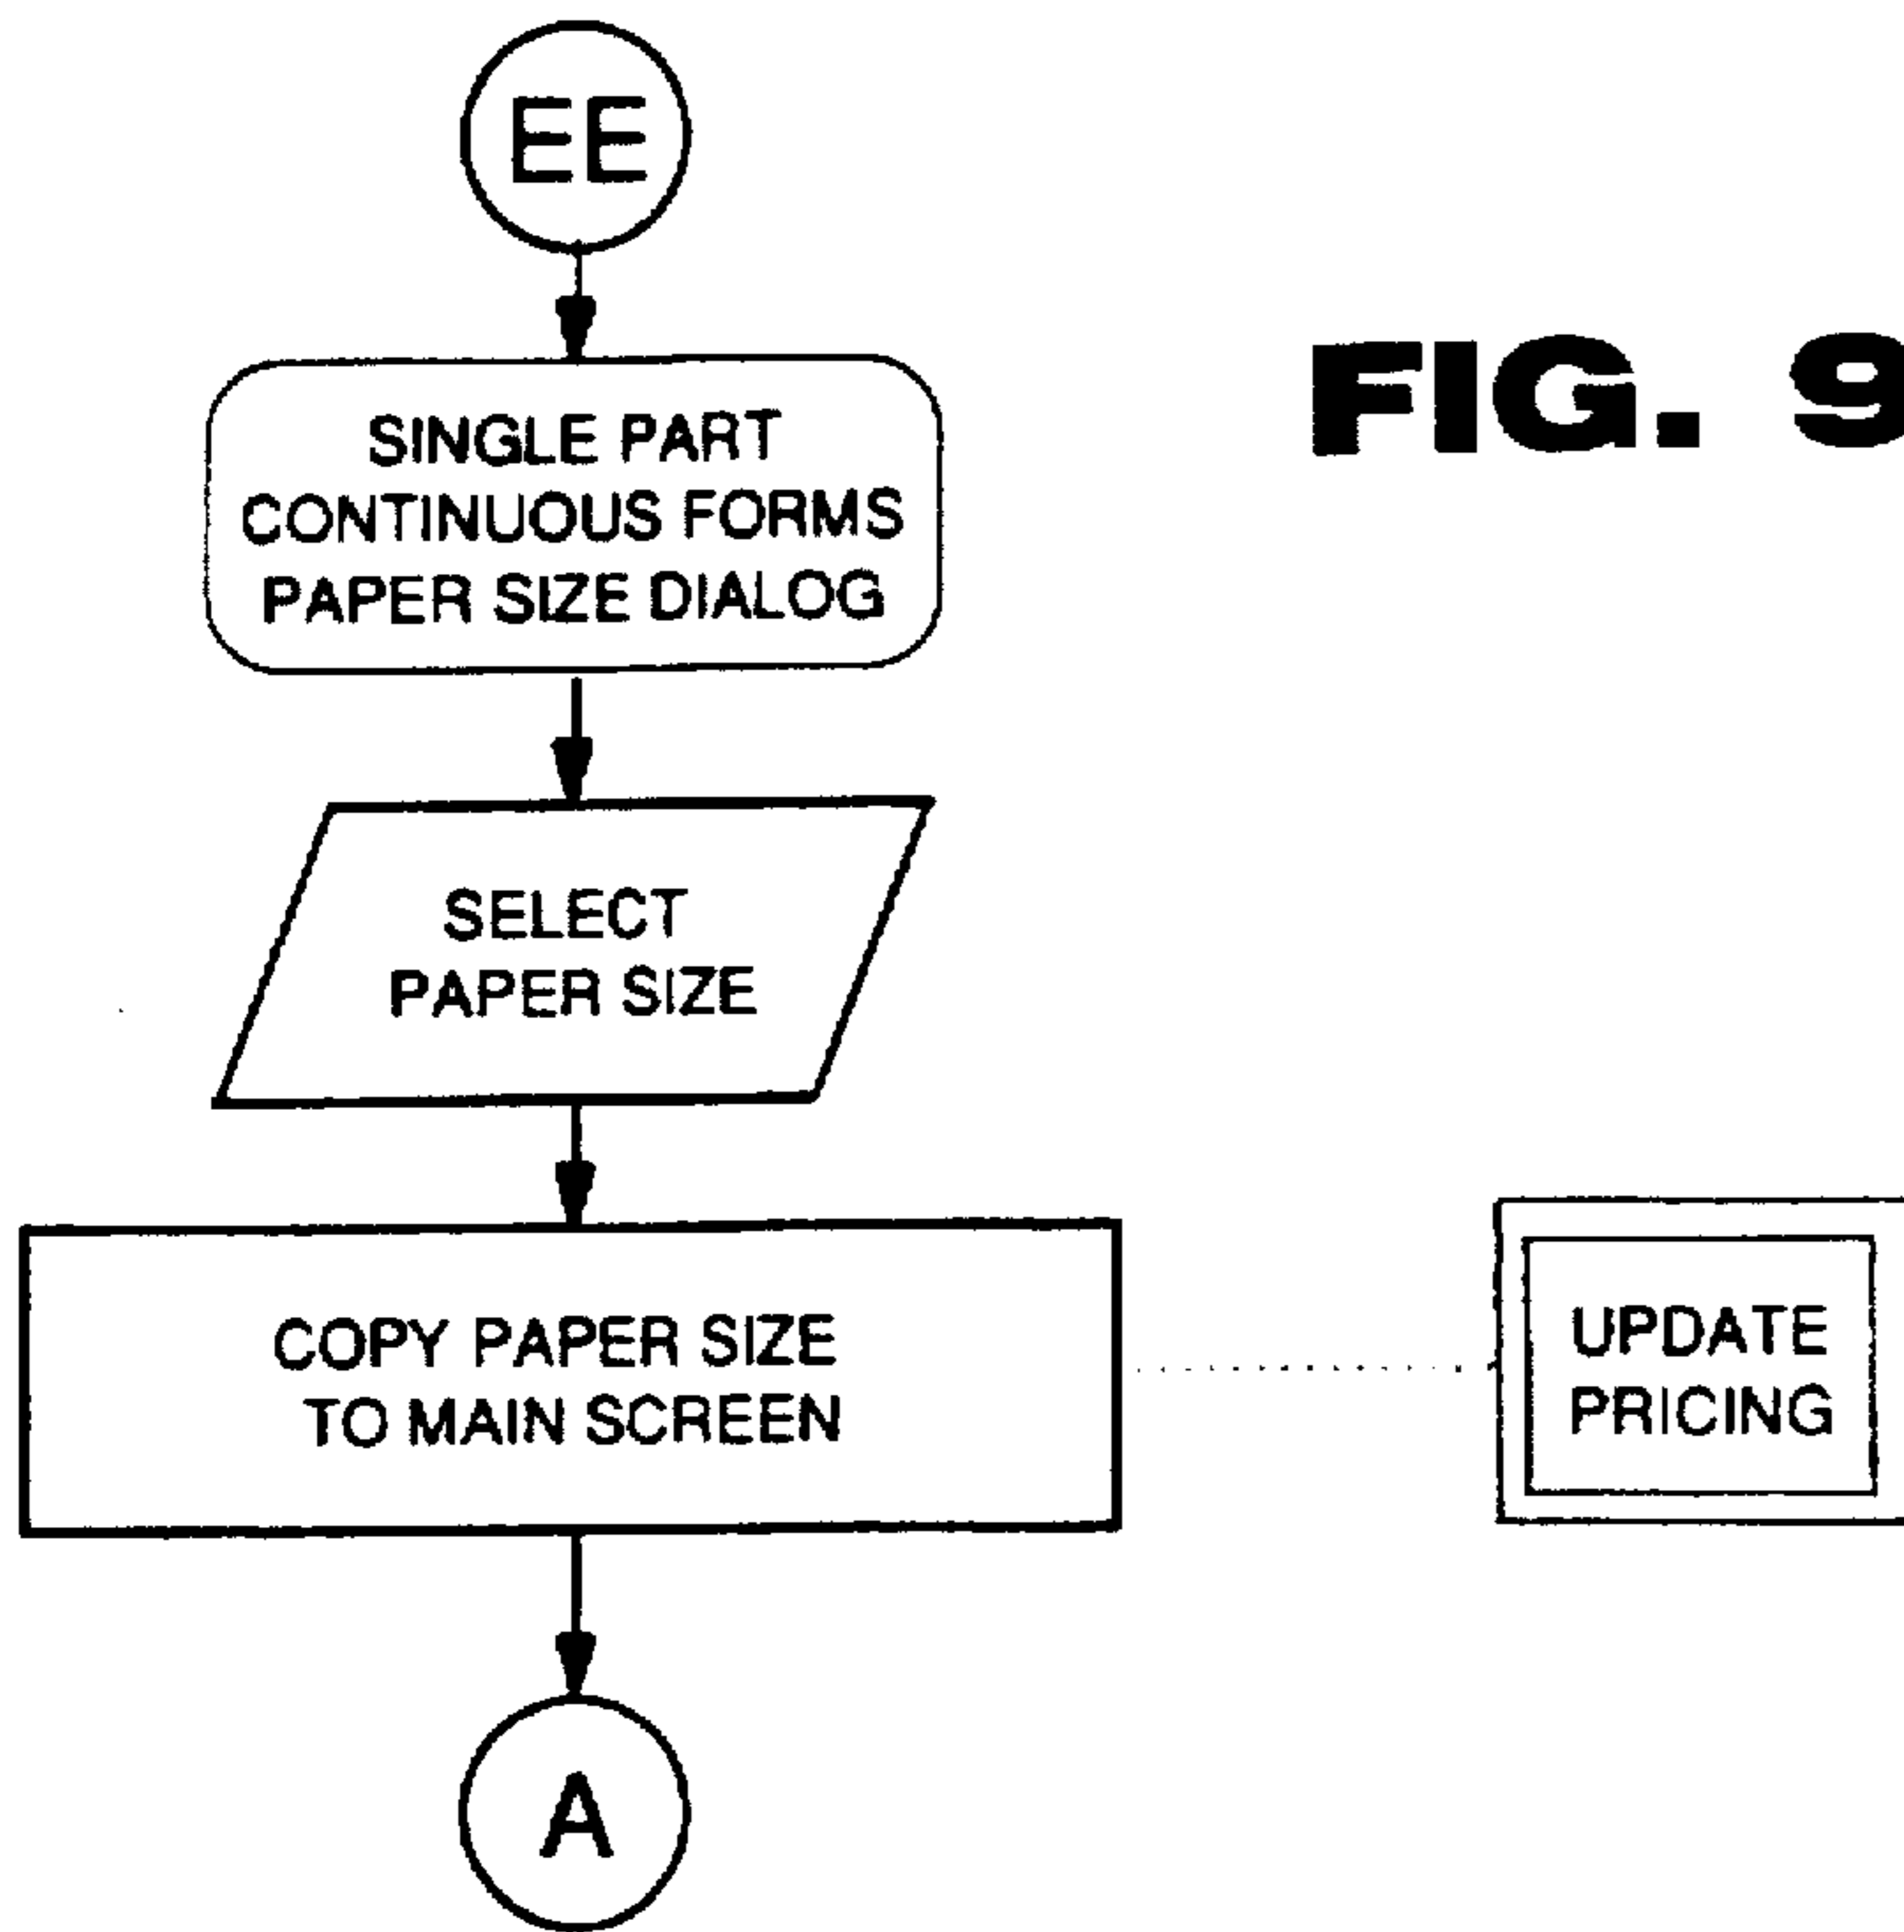 EE
FIG. 9
SINGLE PART
CONTINUOUS FORMS
PAPER SIZE DIALOG
SELECT
PAPER SIZE
COPY PAPER SIZE
TO MAIN SCREEN
UPDATE
PRICING
A